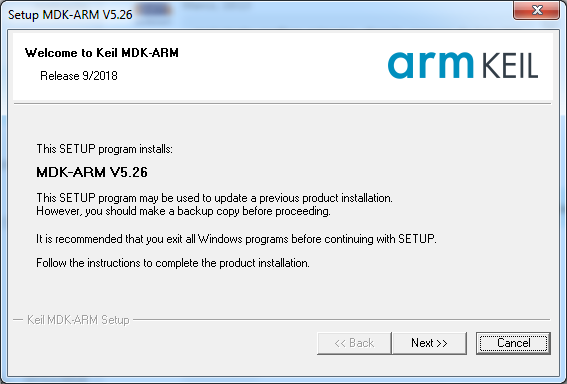 Setup MDK-ARM V5.26
Welcome to Keil MDK-ARM
Release 9/2018
arm KEIL
This SETUP program installs:
MDK-ARM V5.26
This SETUP program may be used to update a previous product installation.
However, you should make a backup copy before proceeding.
It is recommended that you exit all Windows programs before continuing with SETUP.
Follow the instructions to complete the product installation.
Keil MDK-ARM Setup
<< Back
Next >>
Cancel